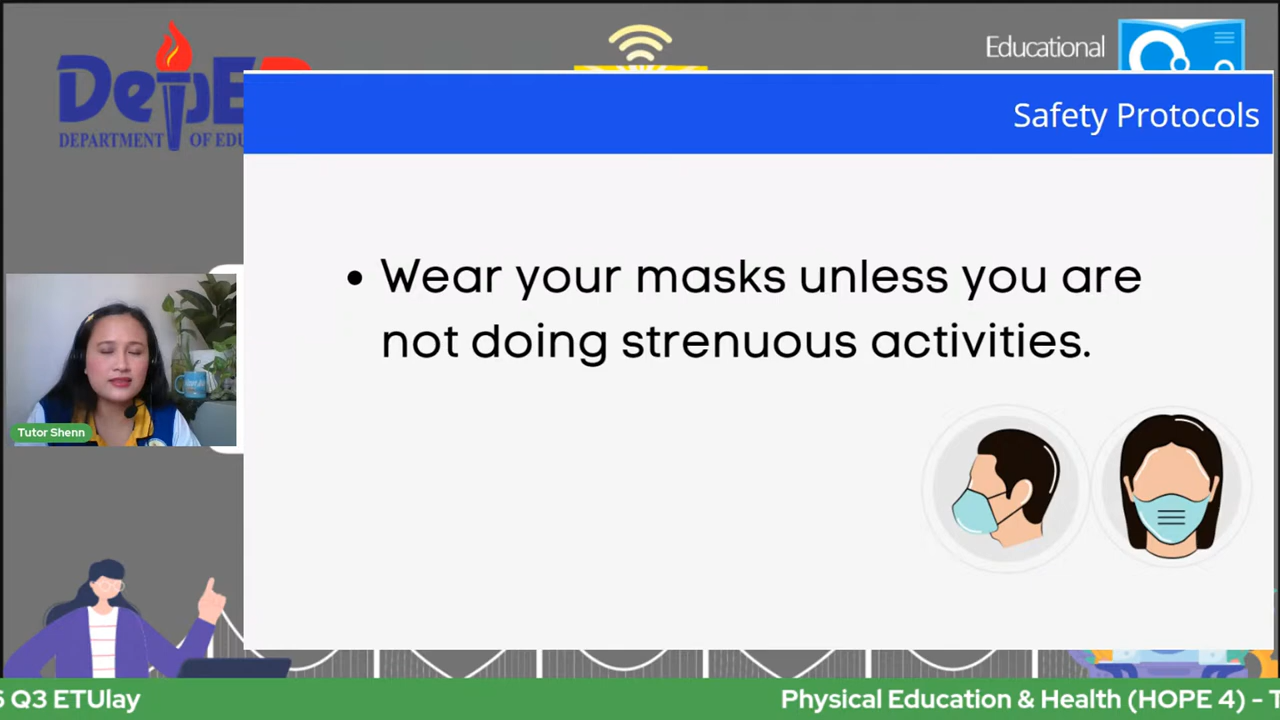 Educational
DepED
DEPARTMENT OF EDU
Safety Protocols
• Wear your masks unless you are
not doing strenuous activities.
Tutor Shenn
6 Q3 ETUlay
Physical Education & Health (HOPE 4) - T